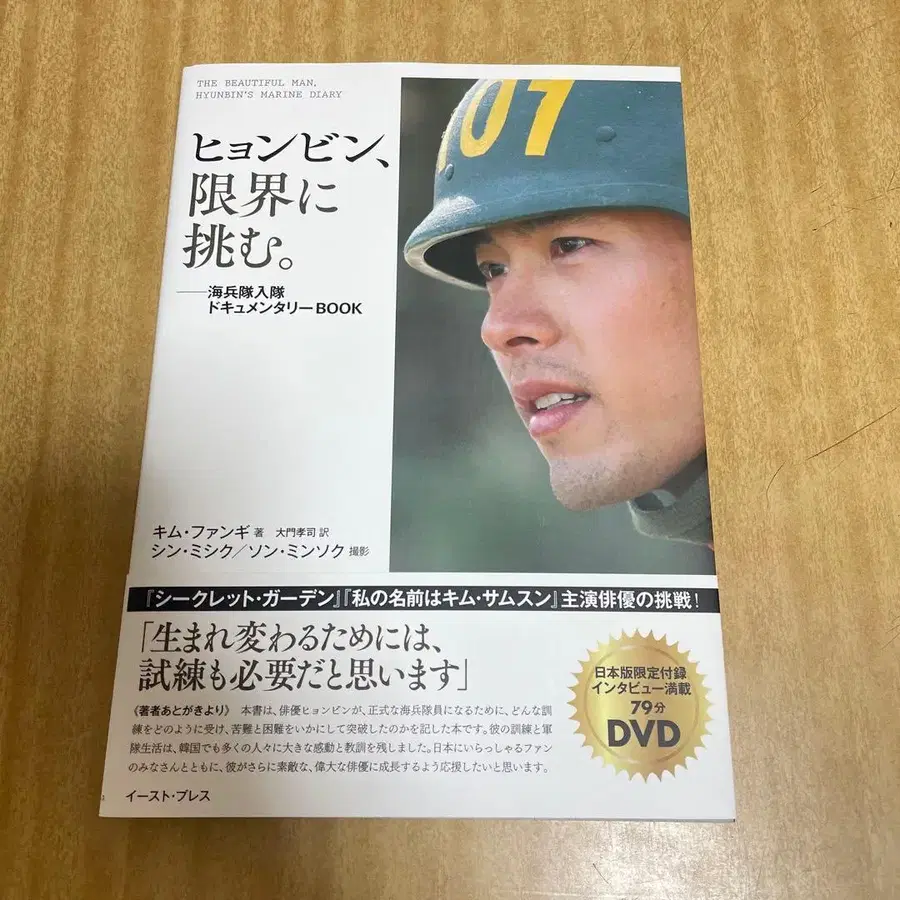 THE BEAUTIFUL MAN,
HYUNBIN'S MARINE DIARY
ヒョンビン、
限界に
挑む。
──海兵隊入隊
ドキュメンタリーBOOK
107
キム・ファンギ 著 大門孝司 訳
シン・ミシク／ソン・ミンソク 撮影
『シークレット・ガーデン』『私の名前はキム・サムスン』主演俳優の挑戦！
「生まれ変わるためには、
試練も必要だと思います」
《著者あとがきより》 本書は、俳優ヒョンビンが、正式な海兵隊員になるために、どんな訓
練をどのように受け、苦難と困難をいかにして突破したのかを記した本です。彼の訓練と軍
隊生活は、韓国でも多くの人々に大きな感動と教訓を残しました。日本にいらっしゃるファン
のみなさんとともに、彼がさらに素敵な、偉大な俳優に成長するよう応援したいと思います。
日本版限定付録
インタビュー満載
79分
DVD
イースト・プレス